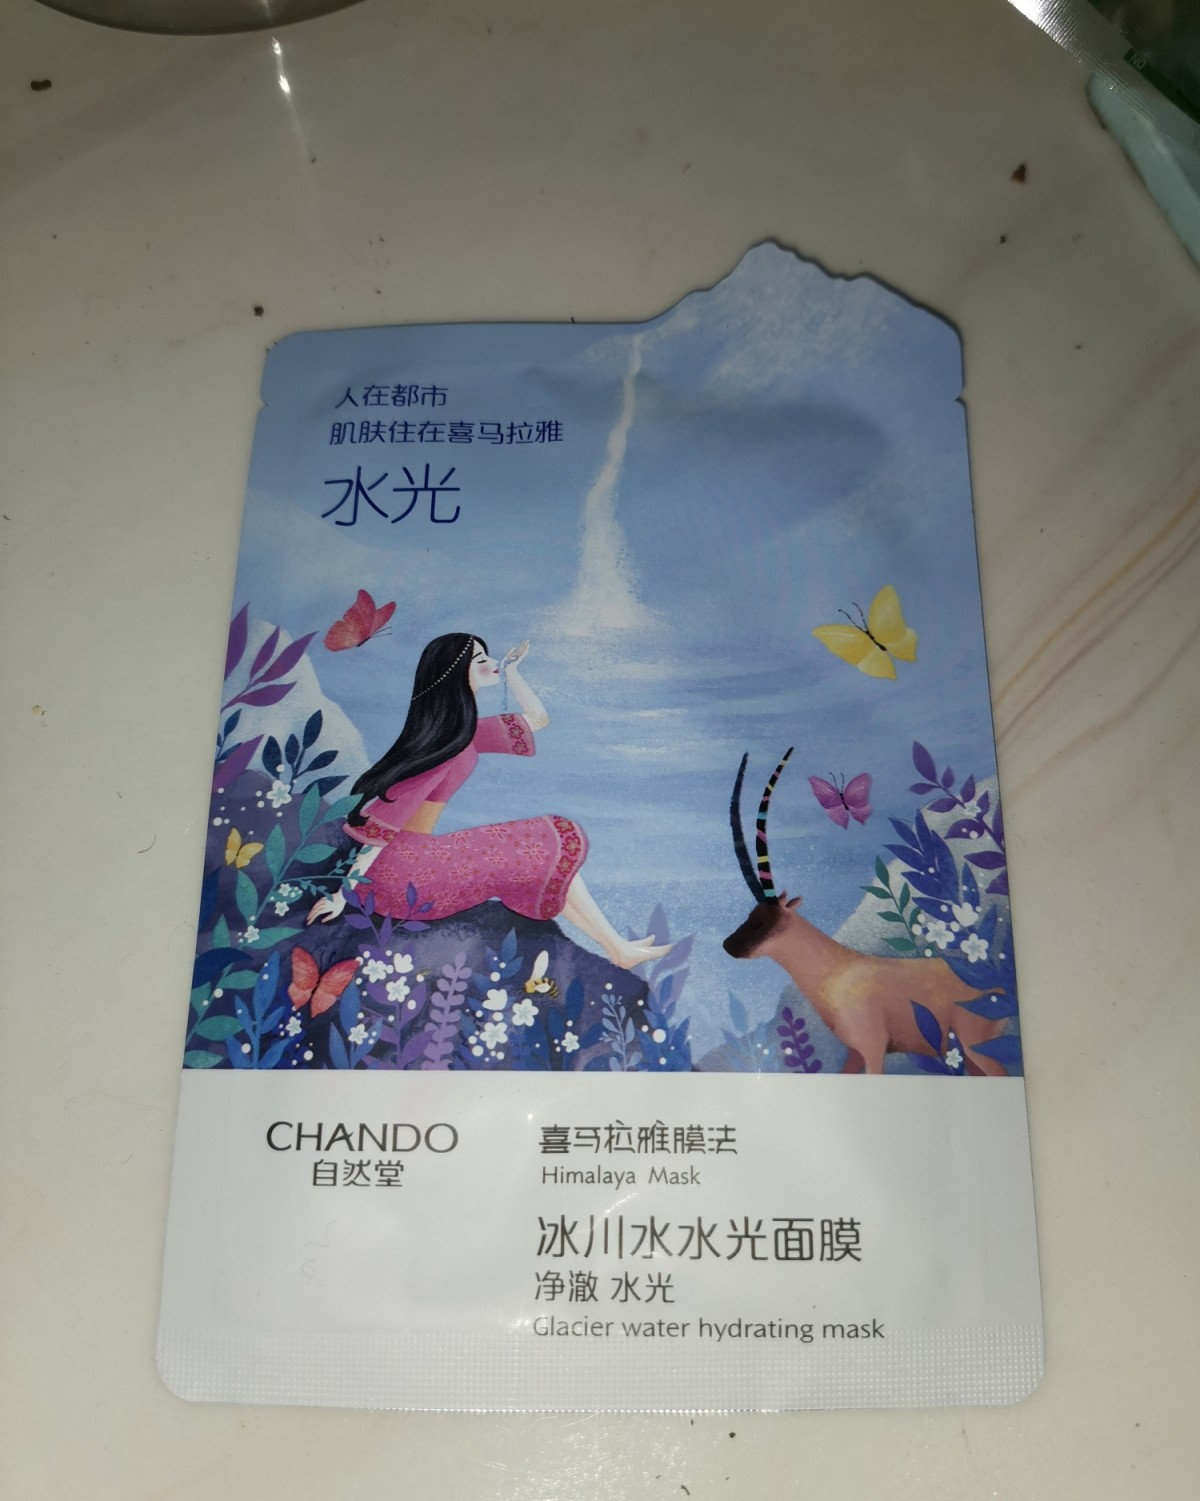 人在都市
肌肤住在喜马拉雅
水光
CHANDO
自然堂
喜马拉雅膜法
Himalaya Mask
冰川水水光面膜
净澈 水光
Glacier water hydrating mask